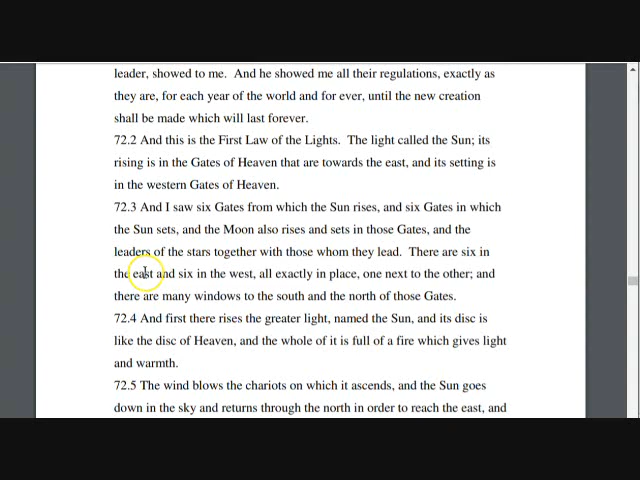 leader, showed to me.  And he showed me all their regulations, exactly as
they are, for each year of the world and for ever, until the new creation
shall be made which will last forever.
72.2 And this is the First Law of the Lights.  The light called the Sun; its
rising is in the Gates of Heaven that are towards the east, and its setting is
in the western Gates of Heaven.
72.3 And I saw six Gates from which the Sun rises, and six Gates in which
the Sun sets, and the Moon also rises and sets in those Gates, and the
leaders of the stars together with those whom they lead.  There are six in
the east and six in the west, all exactly in place, one next to the other; and
there are many windows to the south and the north of those Gates.
72.4 And first there rises the greater light, named the Sun, and its disc is
like the disc of Heaven, and the whole of it is full of a fire which gives light
and warmth.
72.5 The wind blows the chariots on which it ascends, and the Sun goes
down in the sky and returns through the north in order to reach the east, and